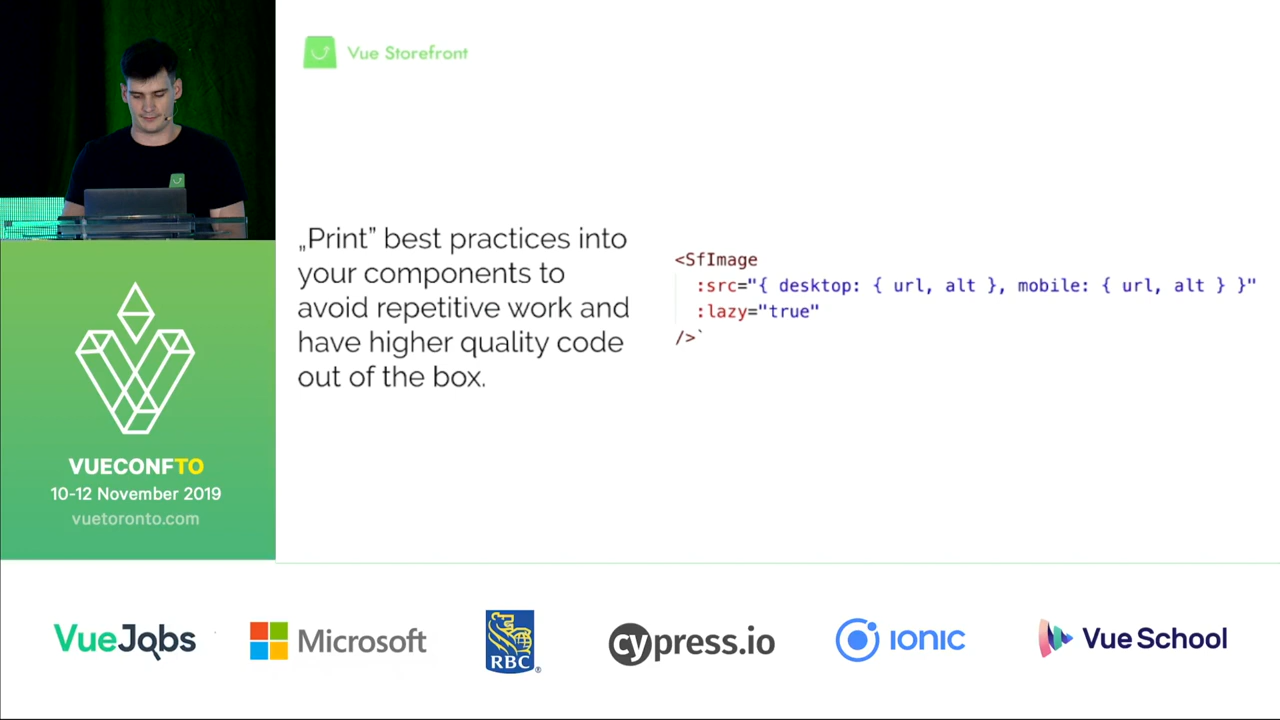 Vue Storefront
„Print” best practices into
your components to
avoid repetitive work and
have higher quality code
out of the box.
<SfImage
:src="{ desktop: { url, alt }, mobile: { url, alt } }"
:lazy="true"
/>`
VUECONFTO
10-12 November 2019
vuetoronto.com
VueJobs
Microsoft
RBC
®
cypress.io
IONIC
Vue School